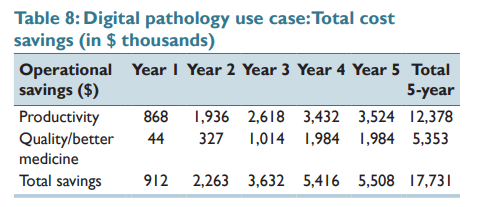 Table 8: Digital pathology use case: Total cost
savings (in $ thousands)
Operational Year 1 Year 2 Year 3 Year 4 Year 5 Total
savings ($) 5-year
Productivity 868 1,936 2,618 3,432 3,524 12,378
Quality/better 44 327 1,014 1,984 1,984 5,353
medicine
Total savings 912 2,263 3,632 5,416 5,508 17,731